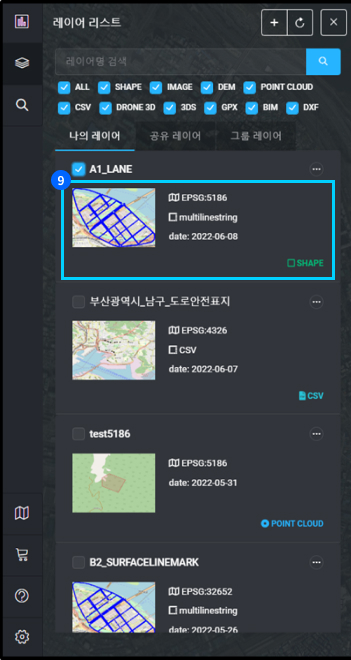 레이어 리스트
레이어명 검색
ALL SHAPE IMAGE DEM POINT CLOUD
CSV DRONE 3D 3DS GPX BIM DXF
나의 레이어 공유 레이어 그룹 레이어
9
A1_LANE
EPSG:5186
multilinestring
date: 2022-06-08
SHAPE
부산광역시_남구_도로안전표지
EPSG:4326
CSV
date: 2022-06-07
CSV
test5186
EPSG:5186
date: 2022-05-31
POINT CLOUD
B2_SURFACELINEMARK
EPSG:32652
multilinestring
date: 2022-05-26